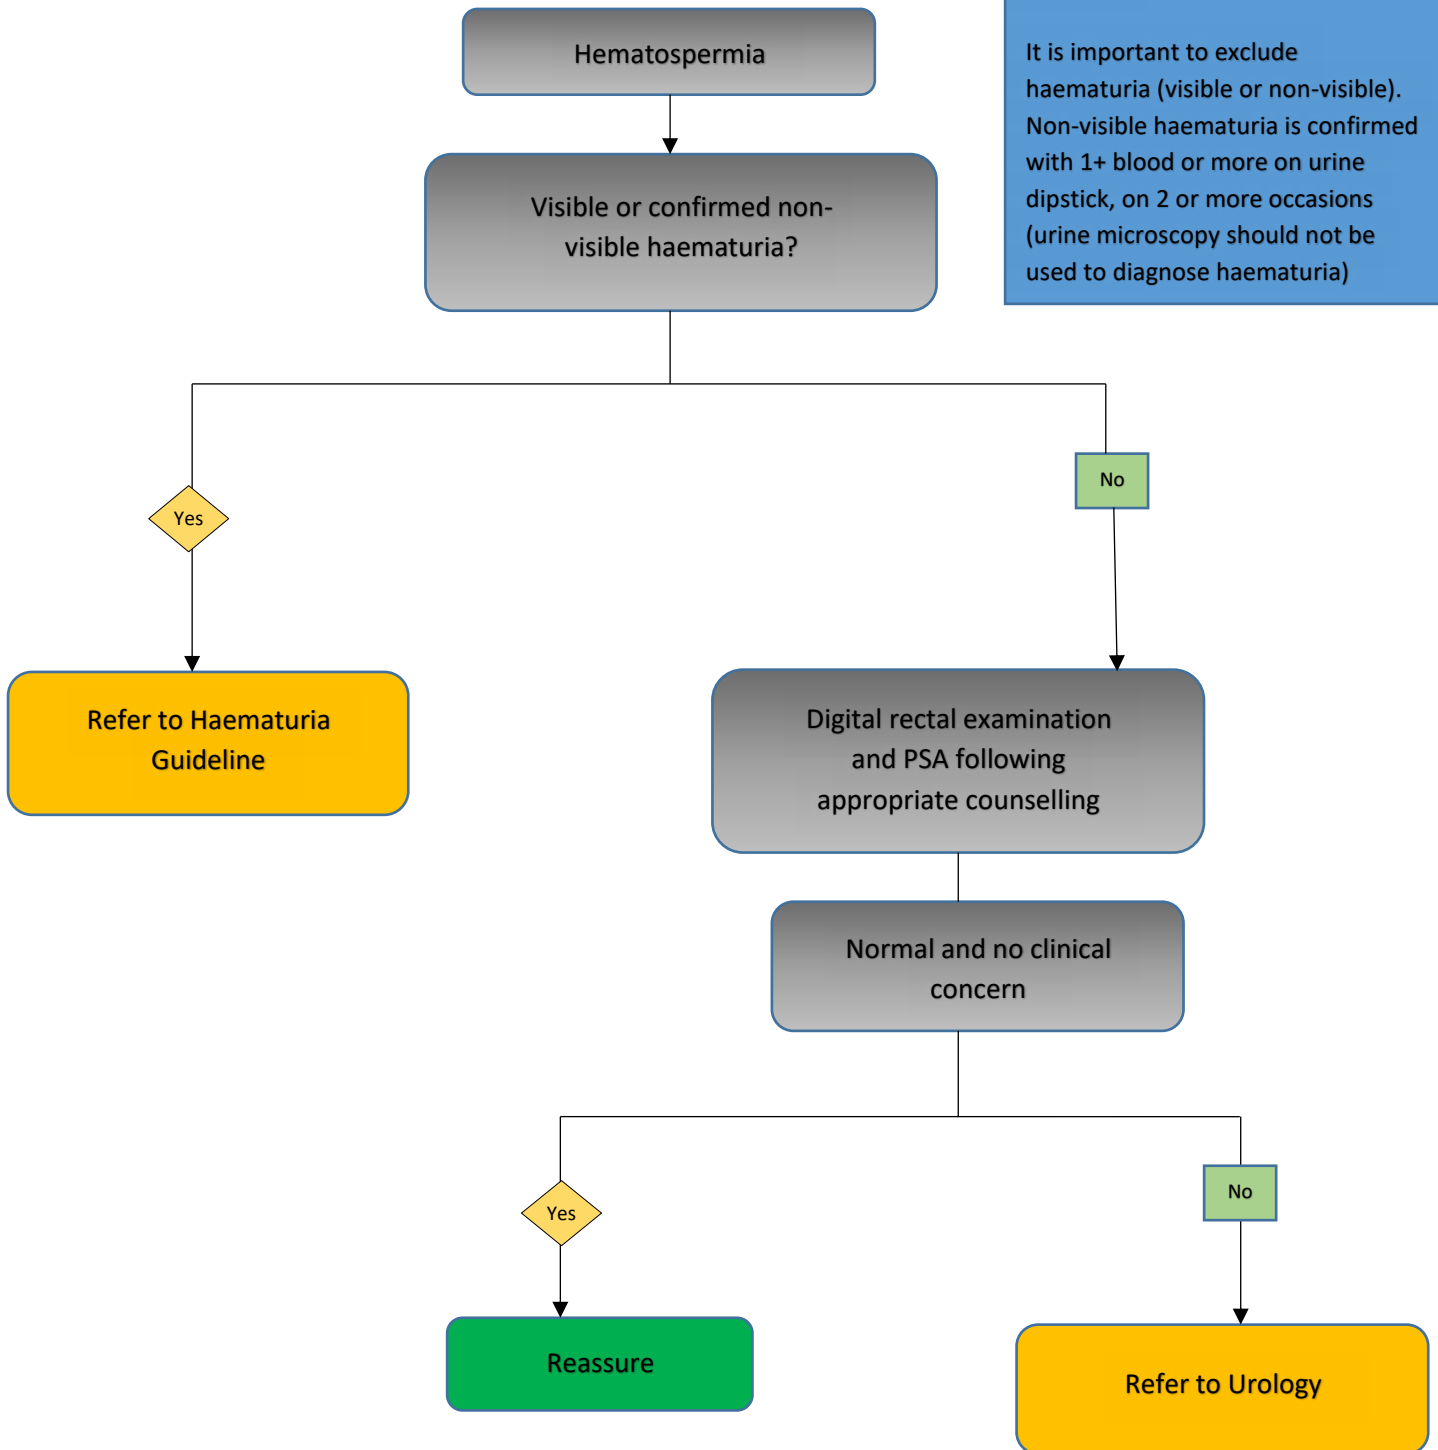 Hematospermia
It is important to exclude
haematuria (visible or non-visible).
Non-visible haematuria is confirmed
with 1+ blood or more on urine
dipstick, on 2 or more occasions
(urine microscopy should not be
used to diagnose haematuria)
Visible or confirmed non-
visible haematuria?
Yes
No
Refer to Haematuria
Guideline
Digital rectal examination
and PSA following
appropriate counselling
Normal and no clinical
concern
Yes
No
Reassure
Refer to Urology